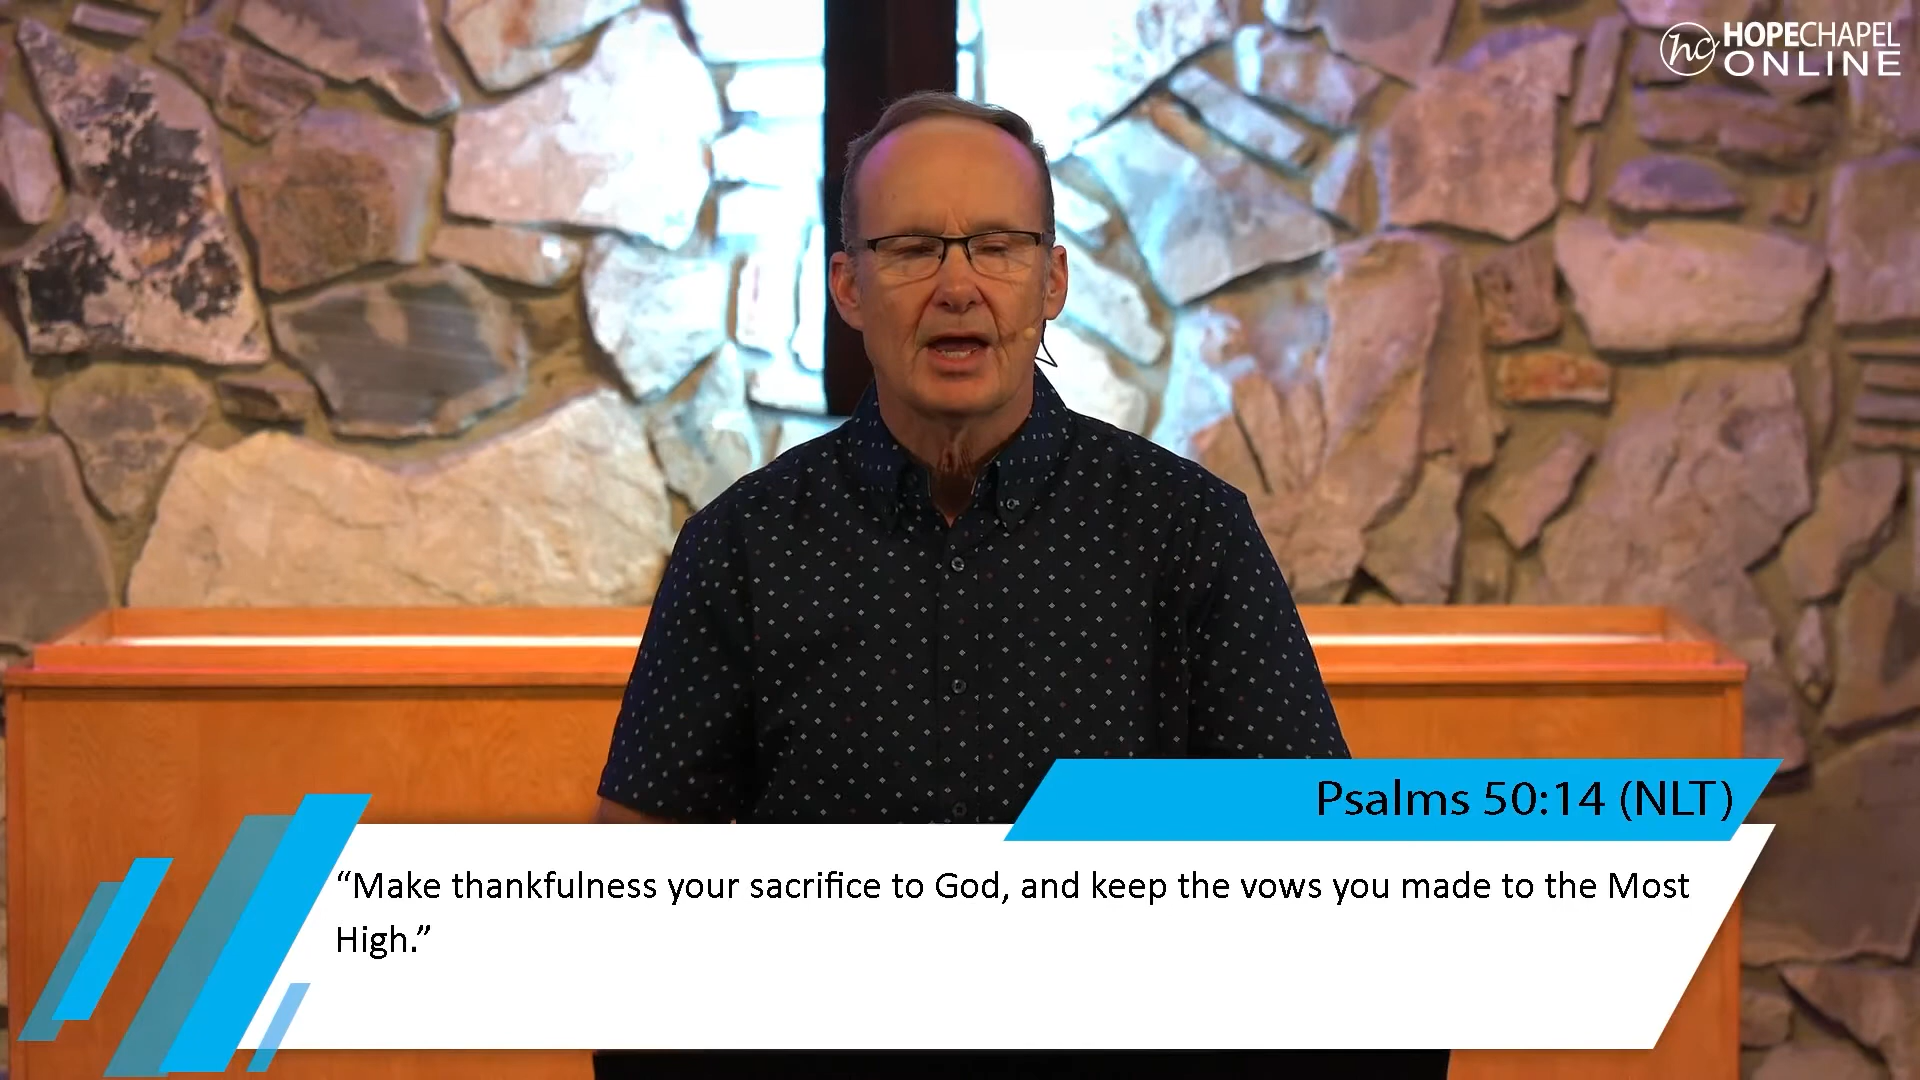 hc HOPECHAPEL
ONLINE
Psalms 50:14 (NLT)
“Make thankfulness your sacrifice to God, and keep the vows you made to the Most
High.”